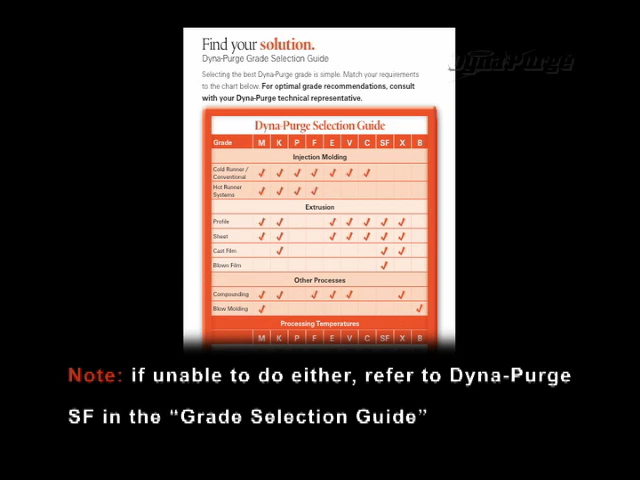 Find your solution.
Dyna-Purge Grade Selection Guide
Dyna-Purge
Selecting the best Dyna-Purge grade is simple. Match your requirements
to the chart below. For optimal grade recommendations, consult
with your Dyna-Purge technical representative.
Dyna-Purge Selection Guide
Grade M K P F E V C SF X B
Injection Molding
Cold Runner / Conventional ✓ ✓ ✓ ✓ ✓ ✓ ✓
Hot Runner Systems ✓ ✓ ✓ ✓
Extrusion
Profile ✓ ✓ ✓ ✓ ✓ ✓ ✓
Sheet ✓ ✓ ✓ ✓ ✓ ✓ ✓
Cast Film ✓ ✓ ✓
Blown Film ✓
Other Processes
Compounding ✓ ✓ ✓ ✓ ✓ ✓
Blow Molding ✓ ✓
Processing Temperatures
M K P F E V C SF X B
Note: if unable to do either, refer to Dyna-Purge
SF in the “Grade Selection Guide”